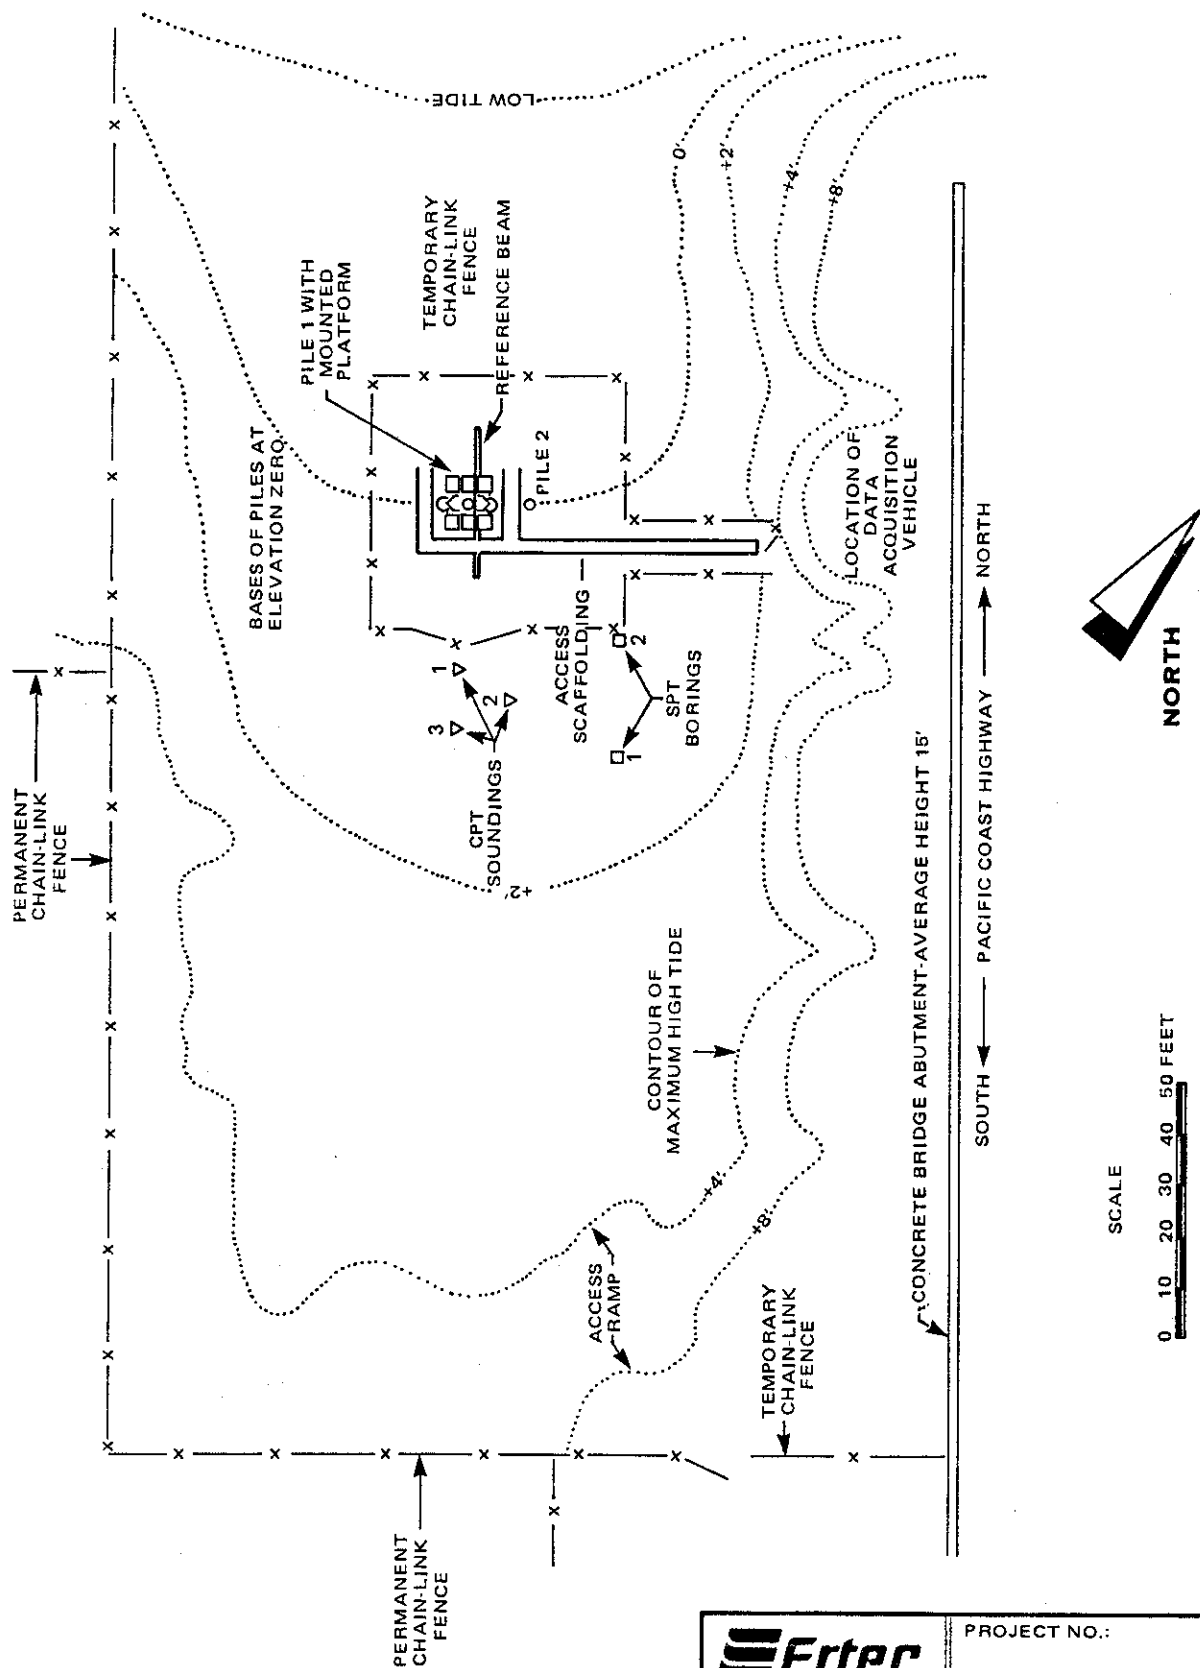 LOW TIDE
0'
+2'
+4'
+8'
PILE 1 WITH
MOUNTED
PLATFORM
TEMPORARY
CHAIN-LINK
FENCE
REFERENCE BEAM
BASES OF PILES AT
ELEVATION ZERO
PILE 2
LOCATION OF
DATA
ACQUISITION
VEHICLE
ACCESS
SCAFFOLDING
1
2
3
CPT
SOUNDINGS
1
2
SPT
BORINGS
+2'
PERMANENT
CHAIN-LINK
FENCE
CONTOUR OF
MAXIMUM HIGH TIDE
+4'
+8'
ACCESS
RAMP
TEMPORARY
CHAIN-LINK
FENCE
PERMANENT
CHAIN-LINK
FENCE
CONCRETE BRIDGE ABUTMENT-AVERAGE HEIGHT 15'
SOUTH PACIFIC COAST HIGHWAY NORTH
NORTH
SCALE
0 10 20 30 40 50 FEET
Ertec
PROJECT NO.: